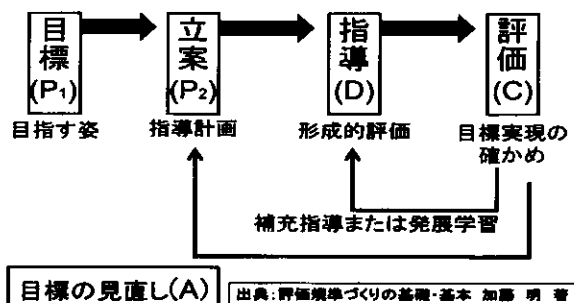 目標
(P₁)
立案
(P₂)
指導
(D)
評価
(C)
目指す姿
指導計画
形成的評価
目標実現の
確かめ
補充指導または発展学習
目標の見直し(A)
出典：評価規準づくりの基礎・基本 加藤 明 著